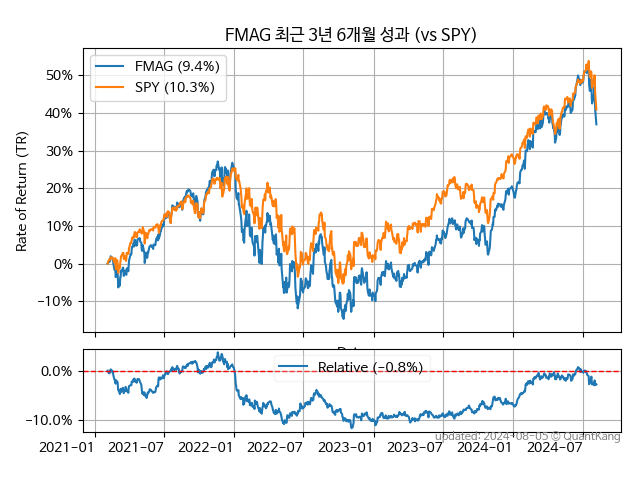 FMAG 최근 3년 6개월 성과 (vs SPY)
FMAG (9.4%)
SPY (10.3%)
Rate of Return (TR)
50%
40%
30%
20%
10%
0%
−10%
Relative (−0.8%)
0.0%
−10.0%
2021−01 2021−07 2022−01 2022−07 2023−01 2023−07 2024−01 2024−07
updated: 2024-08-05 © QuantKang